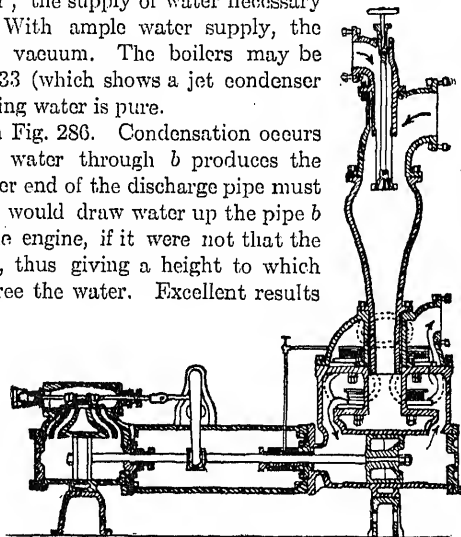 the supply of water necessary
With ample water supply, the
vacuum. The boilers may be
33 (which shows a jet condenser
ing water is pure.
Fig. 286. Condensation occurs
water through b produces the
er end of the discharge pipe must
would draw water up the pipe b
engine, if it were not that the
, thus giving a height to which
ree the water. Excellent results